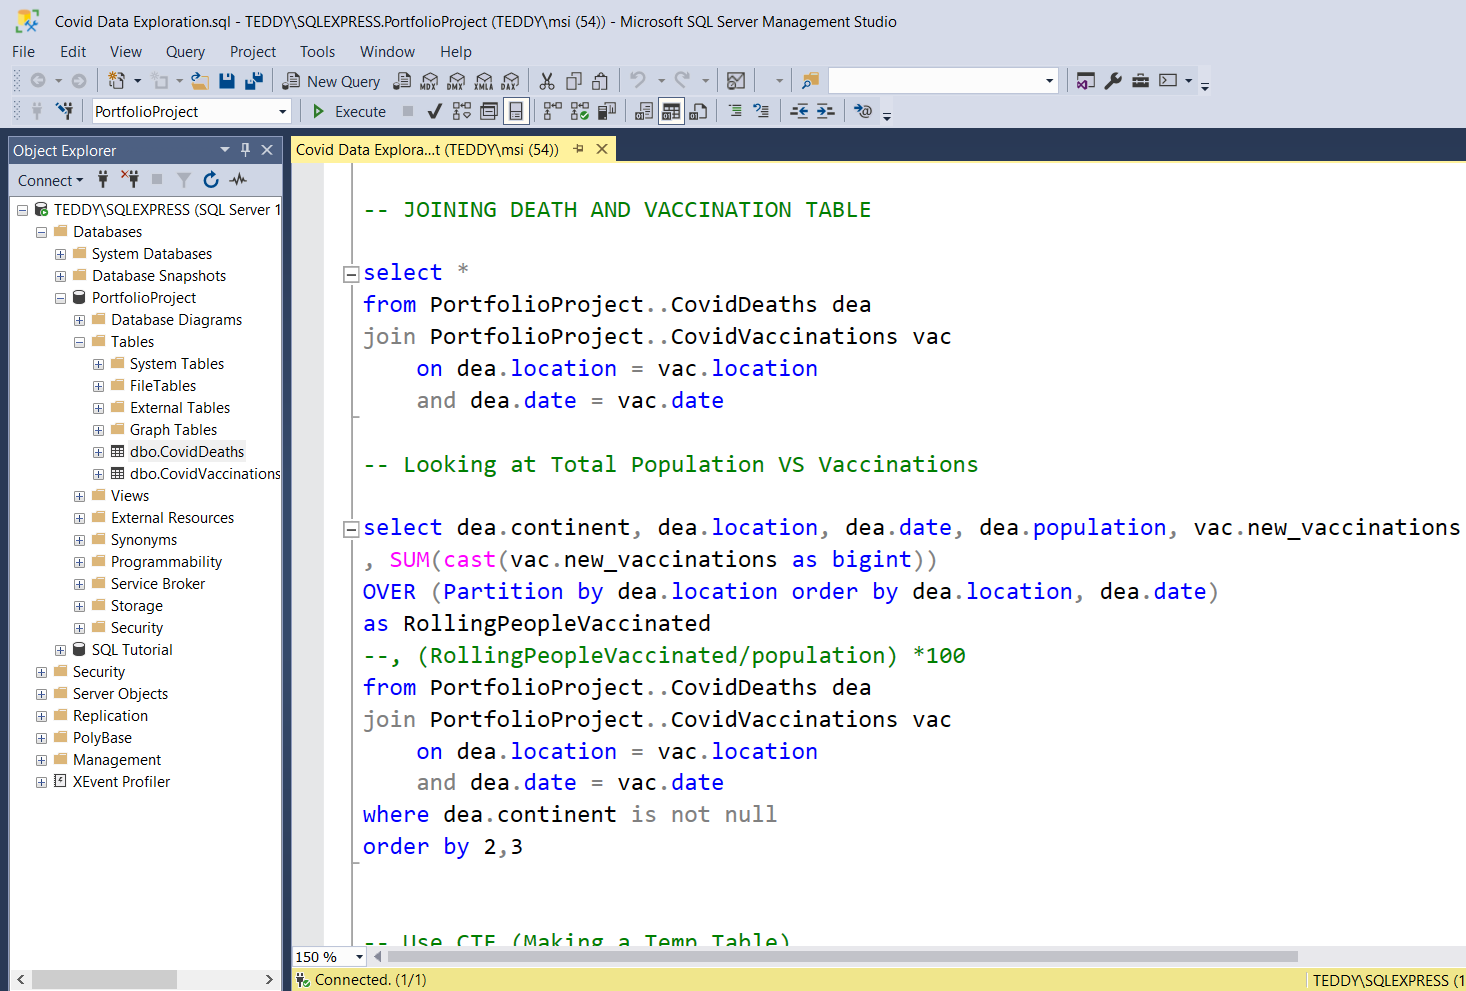 Covid Data Exploration.sql - TEDDY\SQLEXPRESS.PortfolioProject (TEDDY\msi (54)) - Microsoft SQL Server Management Studio
File Edit View Query Project Tools Window Help
New Query MDX DMX XMLA DAX
PortfolioProject Execute
Object Explorer
Connect
TEDDY\SQLEXPRESS (SQL Server 1
Databases
System Databases
Database Snapshots
PortfolioProject
Database Diagrams
Tables
System Tables
FileTables
External Tables
Graph Tables
dbo.CovidDeaths
dbo.CovidVaccinations
Views
External Resources
Synonyms
Programmability
Service Broker
Storage
Security
SQL Tutorial
Security
Server Objects
Replication
PolyBase
Management
XEvent Profiler
Covid Data Explora...t (TEDDY\msi (54))
-- JOINING DEATH AND VACCINATION TABLE
select *
from PortfolioProject..CovidDeaths dea
join PortfolioProject..CovidVaccinations vac
on dea.location = vac.location
and dea.date = vac.date
-- Looking at Total Population VS Vaccinations
select dea.continent, dea.location, dea.date, dea.population, vac.new_vaccinations
, SUM(cast(vac.new_vaccinations as bigint))
OVER (Partition by dea.location order by dea.location, dea.date)
as RollingPeopleVaccinated
--, (RollingPeopleVaccinated/population) *100
from PortfolioProject..CovidDeaths dea
join PortfolioProject..CovidVaccinations vac
on dea.location = vac.location
and dea.date = vac.date
where dea.continent is not null
order by 2,3
-- Use CTE (Making a Temp Table)
150 %
Connected. (1/1)
TEDDY\SQLEXPRESS (1